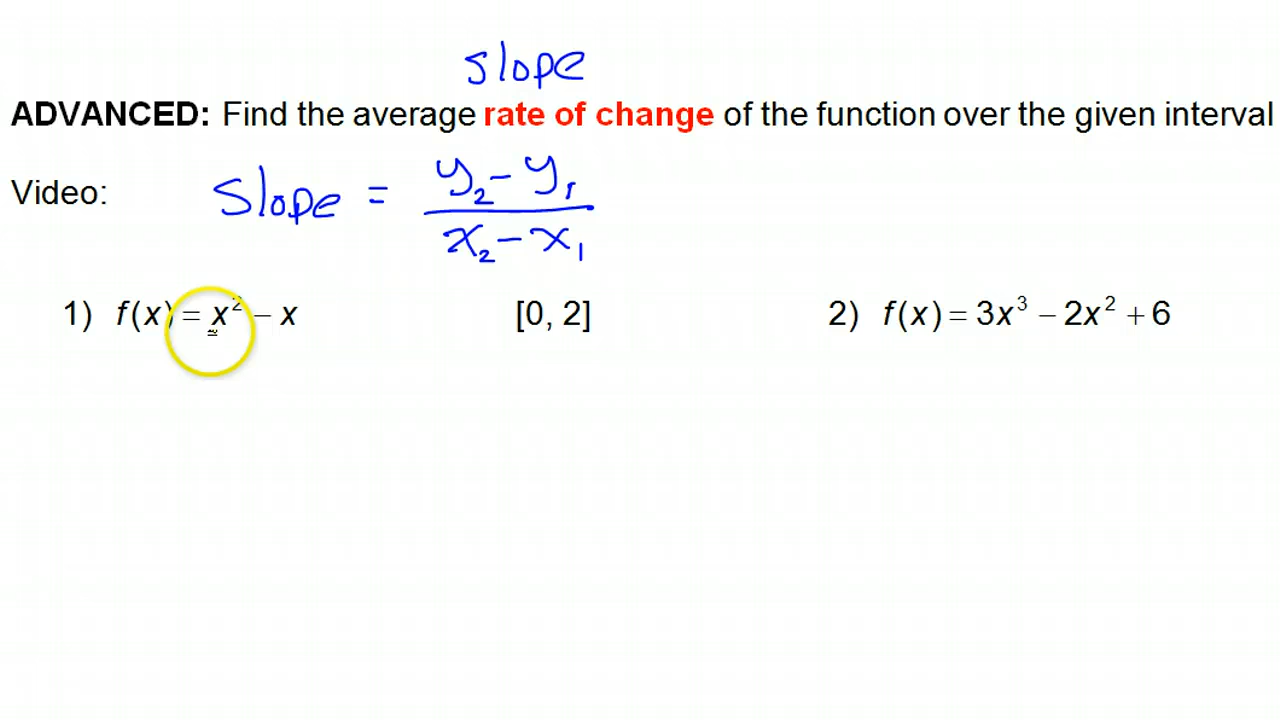 slope
ADVANCED: Find the average rate of change of the function over the given interval
Video: Slope = y₂ - y₁ / x₂ - x₁
1) f(x) = x² - x [0, 2] 2) f(x) = 3x³ - 2x² + 6